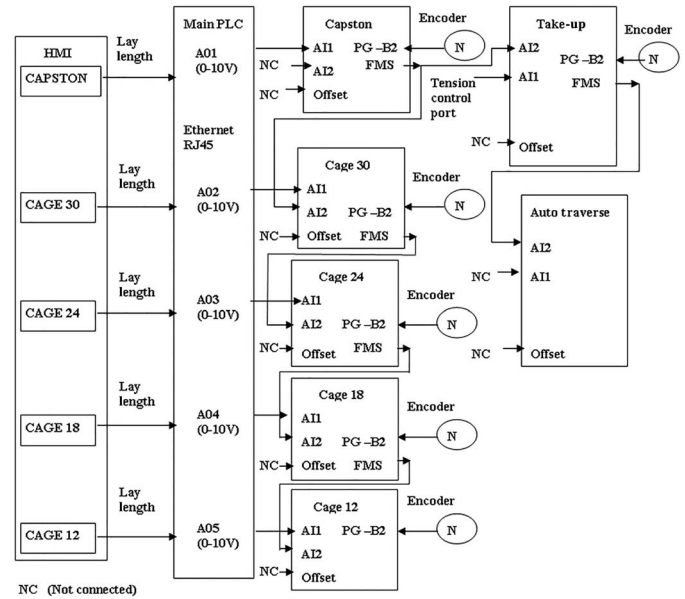 HMI
CAPSTON
CAGE 30
CAGE 24
CAGE 18
CAGE 12
Lay
length
Lay
length
Lay
length
Lay
length
Lay
length
Main PLC
A01
(0-10V)
Ethernet
RJ45
A02
(0-10V)
A03
(0-10V)
A04
(0-10V)
A05
(0-10V)
Capston
AI1 PG –B2
NC AI2 FMS
NC Offset
Encoder
N
Tension
control
port
Take-up
AI2
PG –B2
AI1 FMS
NC Offset
Encoder
N
Cage 30
AI1
AI2 PG –B2
NC Offset FMS
Encoder
N
Auto traverse
AI2
NC AI1
NC Offset
Cage 24
AI1
AI2 PG –B2
FMS
NC Offset
Encoder
N
Cage 18
AI1
AI2 PG –B2
NC Offset FMS
Encoder
N
Cage 12
AI1 PG –B2
AI2
NC Offset
Encoder
N
NC (Not connected)